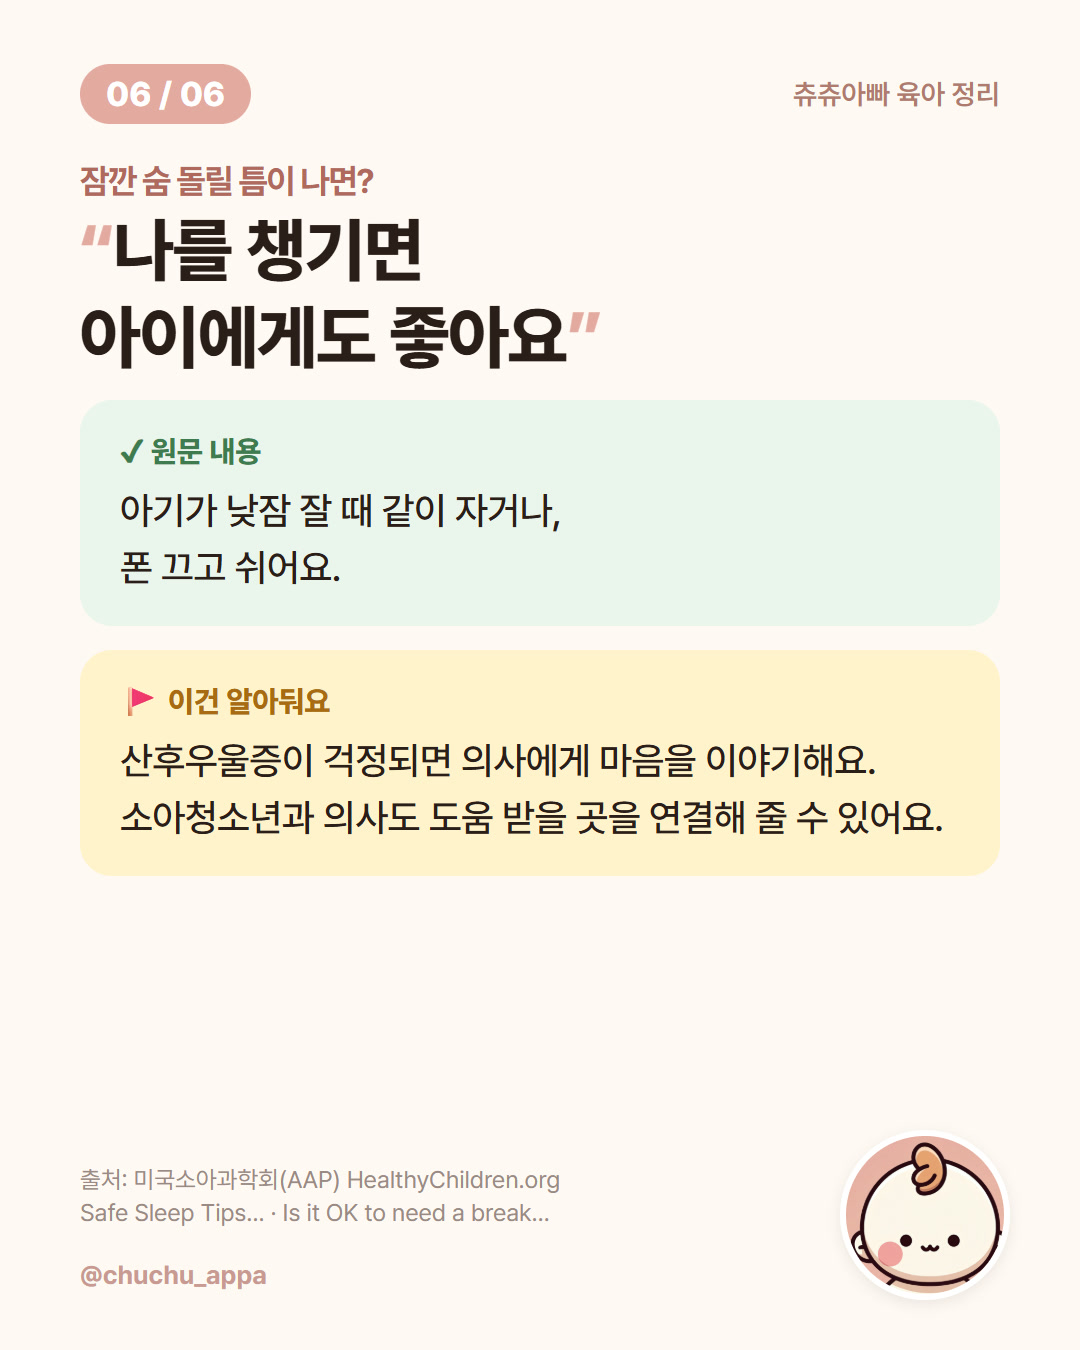 06 / 06
츄츄아빠 육아 정리
잠깐 숨 돌릴 틈이 나면?
“나를 챙기면
아이에게도 좋아요”
✔ 원문 내용
아기가 낮잠 잘 때 같이 자거나,
폰 끄고 쉬어요.
🚩 이건 알아둬요
산후우울증이 걱정되면 의사에게 마음을 이야기해요.
소아청소년과 의사도 도움 받을 곳을 연결해 줄 수 있어요.
출처: 미국소아과학회(AAP) HealthyChildren.org
Safe Sleep Tips... · Is it OK to need a break...
@chuchu_appa